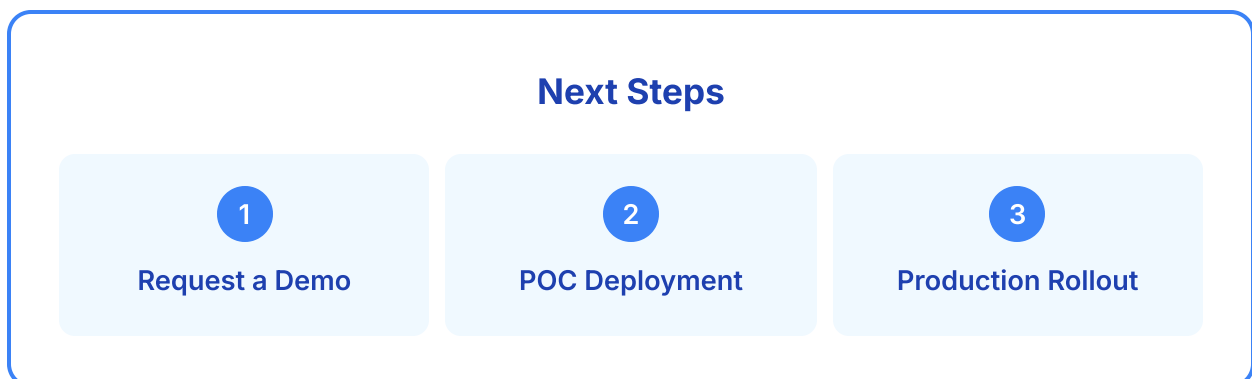 Next Steps
1
Request a Demo
2
POC Deployment
3
Production Rollout